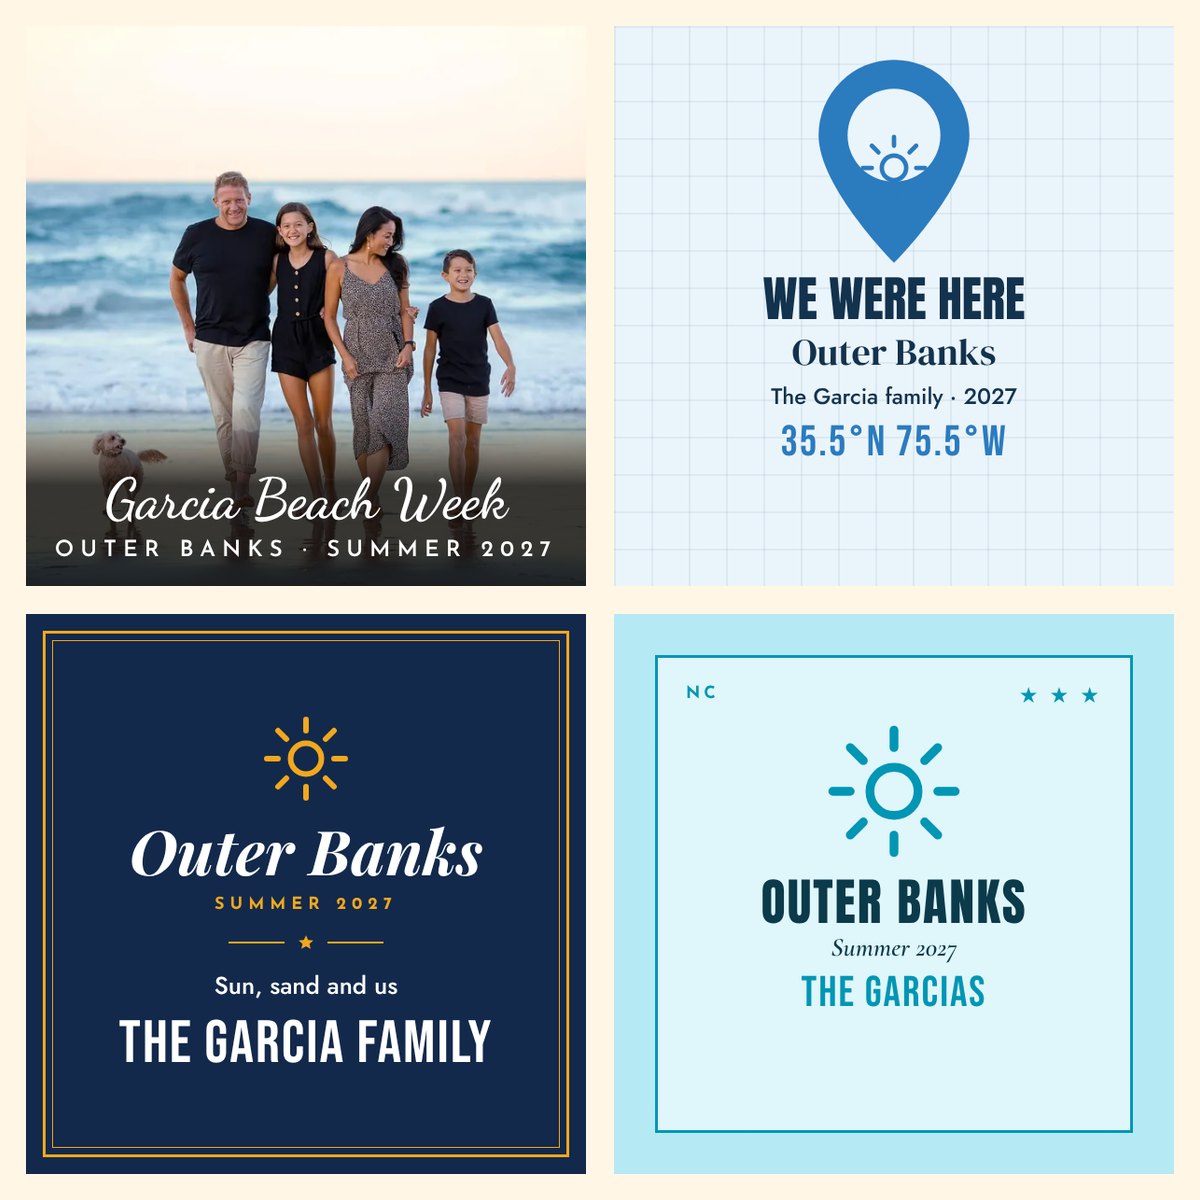 Garcia Beach Week
OUTER BANKS · SUMMER 2027
WE WERE HERE
Outer Banks
The Garcia family · 2027
35.5°N 75.5°W
Outer Banks
SUMMER 2027
Sun, sand and us
THE GARCIA FAMILY
NC
OUTER BANKS
Summer 2027
THE GARCIAS